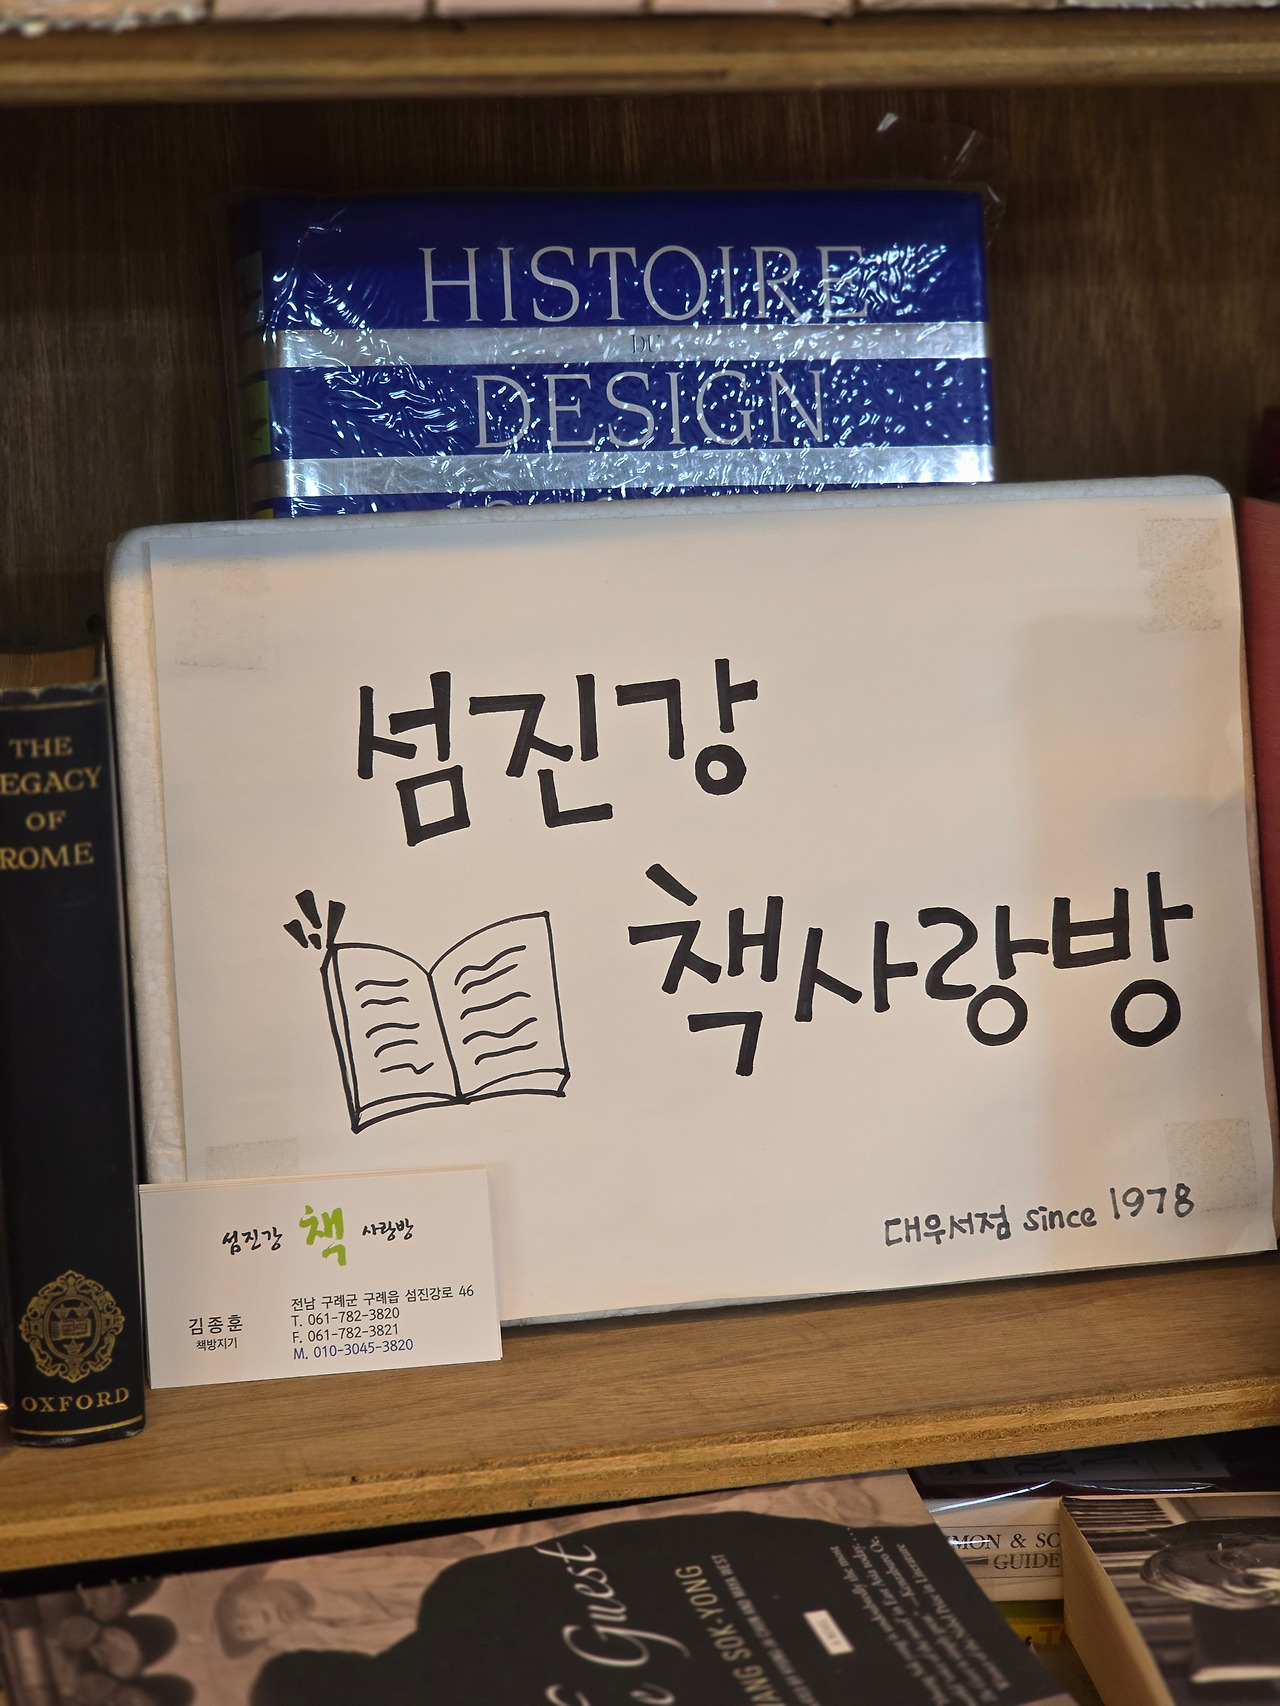 HISTOIRE
DU
DESIGN
THE
EGACY
OF
ROME
OXFORD
섬진강
책사랑방
대우서점 since 1978
섬진강 책 사랑방
김종훈
책방지기
전남 구례군 구례읍 섬진강로 46
T. 061-782-3820
F. 061-782-3821
M. 010-3045-3820
Guest
WANG SOK-YONG
MON & SC
GUIDE